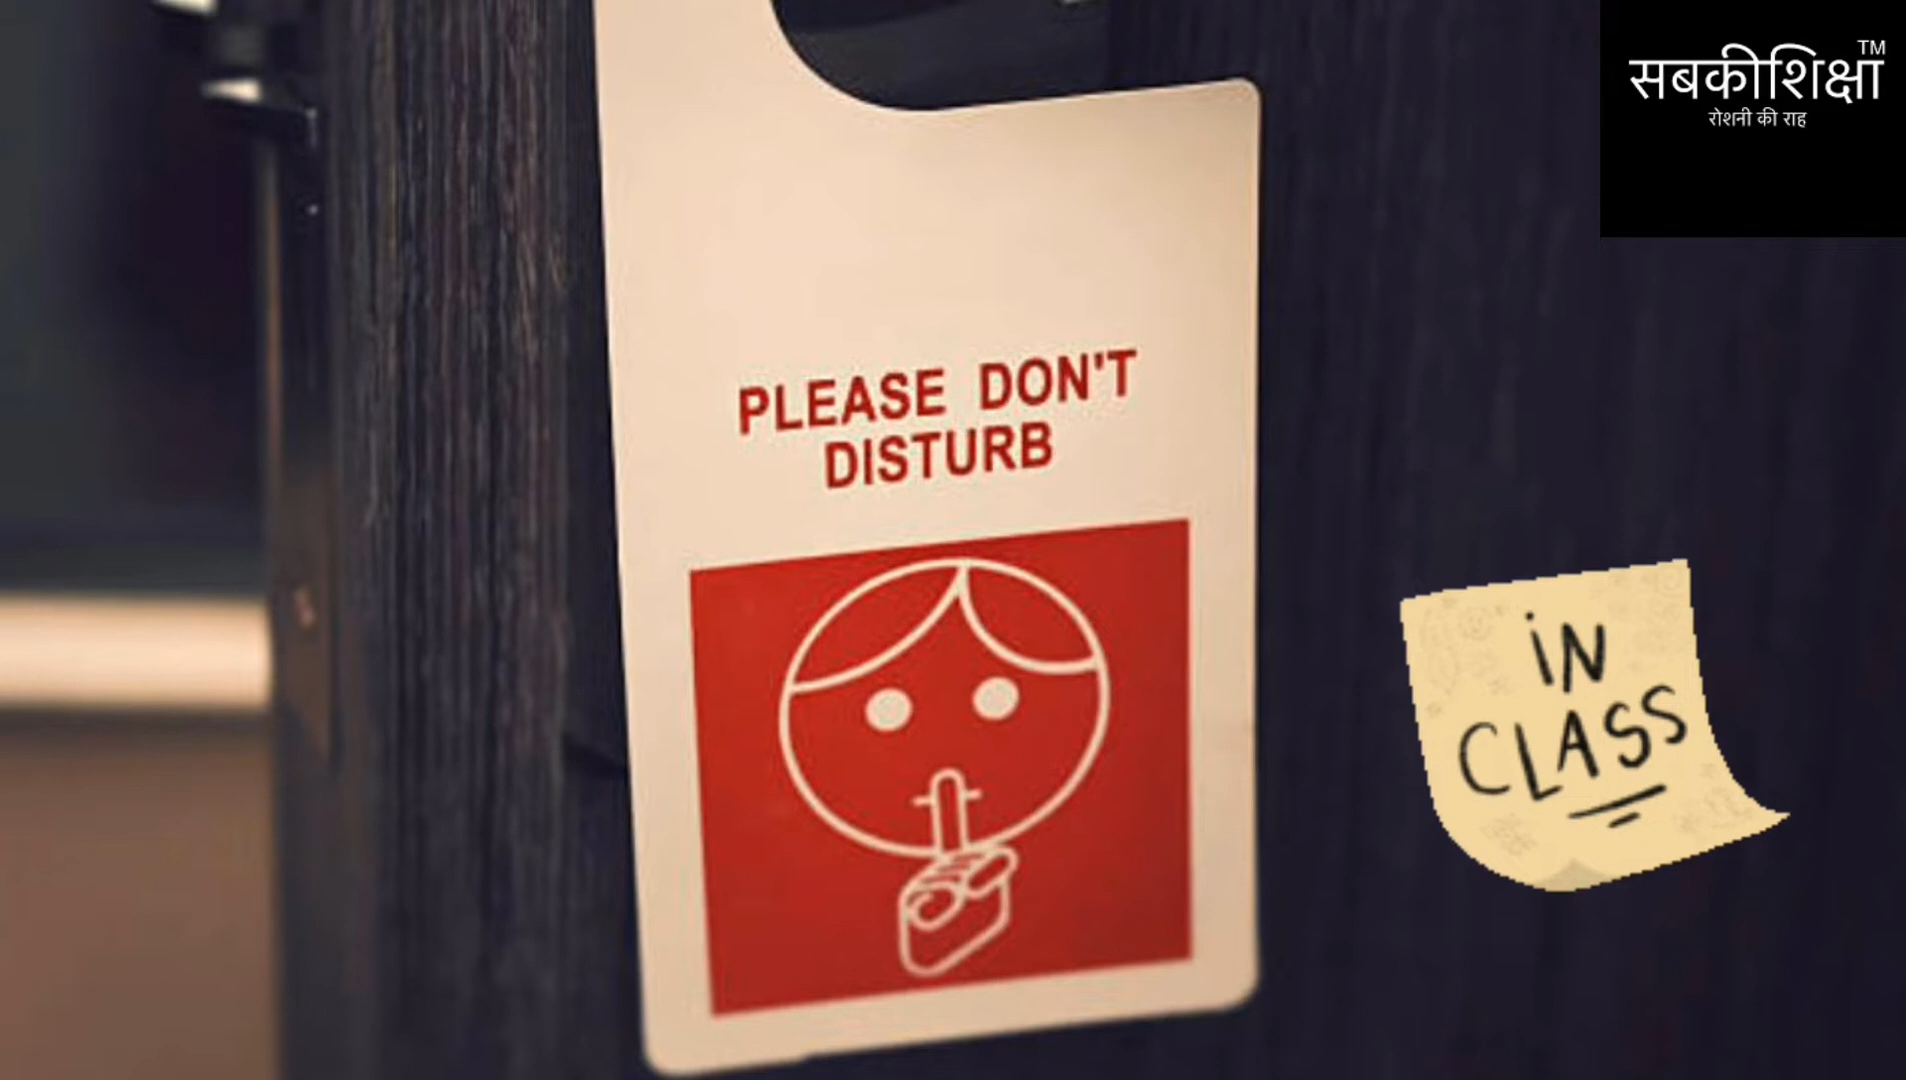 सबकीशिक्षा™
रोशनी की राह
PLEASE DON'T
DISTURB
iN
CLASS